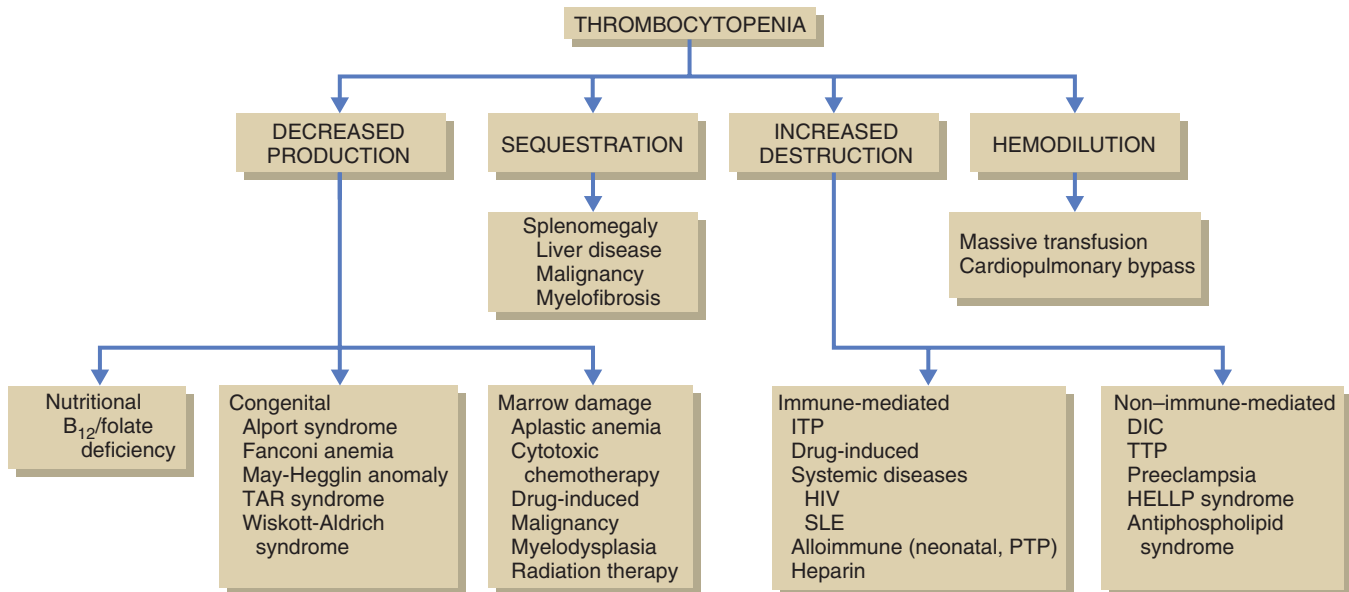 THROMBOCYTOPENIA
DECREASED
PRODUCTION
SEQUESTRATION
INCREASED
DESTRUCTION
HEMODILUTION
Splenomegaly
Liver disease
Malignancy
Myelofibrosis
Massive transfusion
Cardiopulmonary bypass
Nutritional
B12/folate
deficiency
Congenital
Alport syndrome
Fanconi anemia
May-Hegglin anomaly
TAR syndrome
Wiskott-Aldrich
syndrome
Marrow damage
Aplastic anemia
Cytotoxic
chemotherapy
Drug-induced
Malignancy
Myelodysplasia
Radiation therapy
Immune-mediated
ITP
Drug-induced
Systemic diseases
HIV
SLE
Alloimmune (neonatal, PTP)
Heparin
Non–immune-mediated
DIC
TTP
Preeclampsia
HELLP syndrome
Antiphospholipid
syndrome